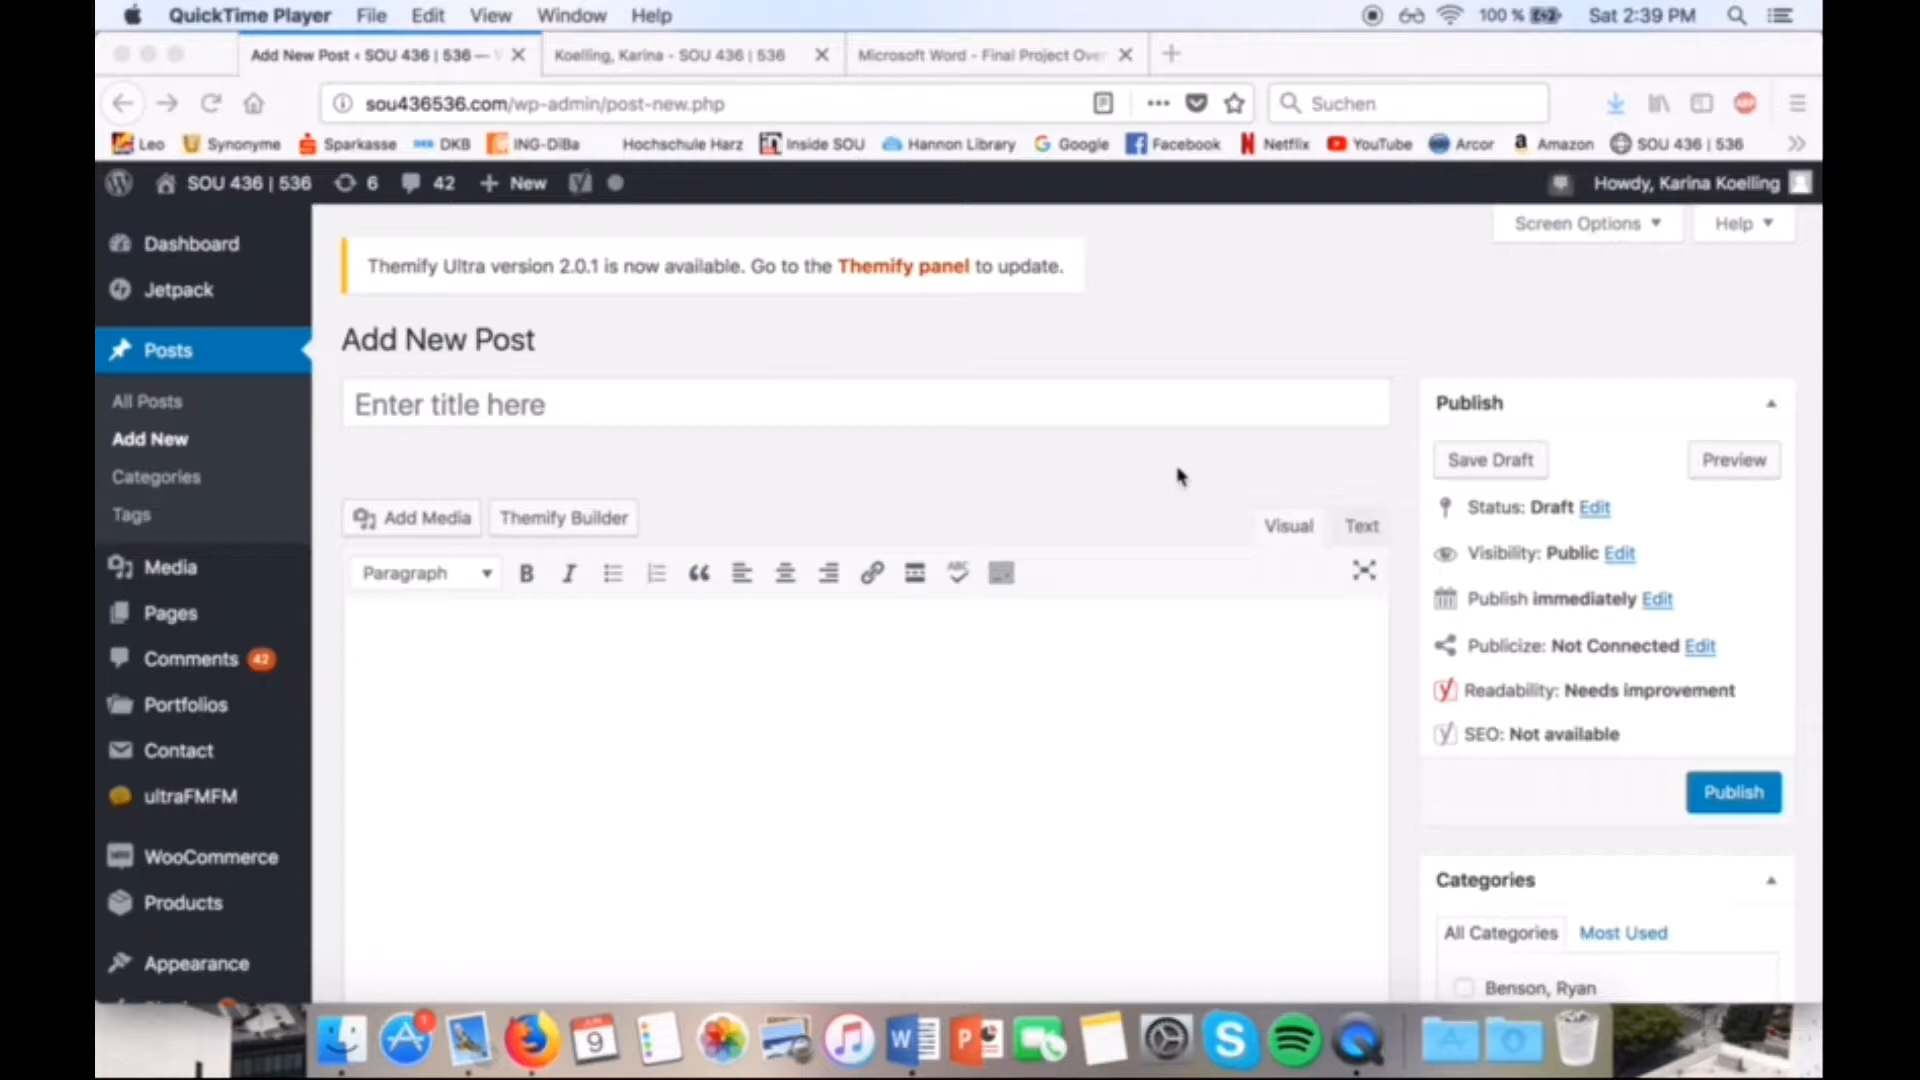 QuickTime Player File Edit View Window Help 100 % Sat 2:39 PM
Add New Post ‹ SOU 436 | 536 — Koelling, Karina - SOU 436 | 536 Microsoft Word - Final Project Over
sou436536.com/wp-admin/post-new.php Suchen
Leo Synonyme Sparkasse DKB ING-DiBa Hochschule Harz Inside SOU Hannon Library Google Facebook Netflix YouTube Arcor Amazon SOU 436 | 536
SOU 436 | 536 6 42 New Howdy, Karina Koelling
Screen Options Help
Dashboard
Jetpack
Posts
All Posts
Add New
Categories
Tags
Media
Pages
Comments 42
Portfolios
Contact
ultraFMFM
WooCommerce
Products
Appearance
Themify Ultra version 2.0.1 is now available. Go to the Themify panel to update.
Add New Post
Enter title here
Add Media Themify Builder Visual Text
Paragraph B I ABC
Publish
Save Draft Preview
Status: Draft Edit
Visibility: Public Edit
Publish immediately Edit
Publicize: Not Connected Edit
Readability: Needs improvement
SEO: Not available
Publish
Categories
All Categories Most Used
Benson, Ryan
1
9